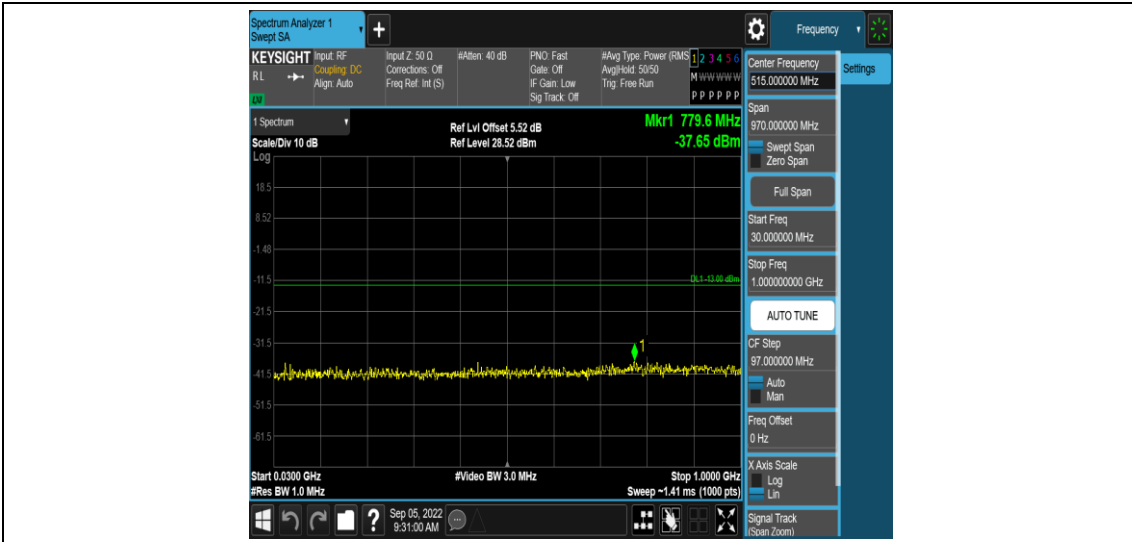 Spectrum Analyzer 1
Swept SA
+
Frequency
KEYSIGHT
RL
LXI
Input: RF
Coupling: DC
Align: Auto
Input Z: 50 Ω
Corrections: Off
Freq Ref: Int (S)
#Atten: 40 dB
PNO: Fast
Gate: Off
IF Gain: Low
Sig Track: Off
#Avg Type: Power (RMS
Avg|Hold: 50/50
Trig: Free Run
1 2 3 4 5 6
M W W W W W
P P P P P P
1 Spectrum
Scale/Div 10 dB
Log
Ref Lvl Offset 5.52 dB
Ref Level 28.52 dBm
Mkr1 779.6 MHz
-37.65 dBm
18.5
8.52
-1.48
-11.5
DL1 -13.00 dBm
-21.5
-31.5
1
-41.5
-51.5
-61.5
Start 0.0300 GHz
#Res BW 1.0 MHz
#Video BW 3.0 MHz
Stop 1.0000 GHz
Sweep ~1.41 ms (1000 pts)
Center Frequency
515.000000 MHz
Settings
Span
970.000000 MHz
Swept Span
Zero Span
Full Span
Start Freq
30.000000 MHz
Stop Freq
1.000000000 GHz
AUTO TUNE
CF Step
97.000000 MHz
Auto
Man
Freq Offset
0 Hz
X Axis Scale
Log
Lin
Signal Track
(Span Zoom)
?
Sep 05, 2022
9:31:00 AM